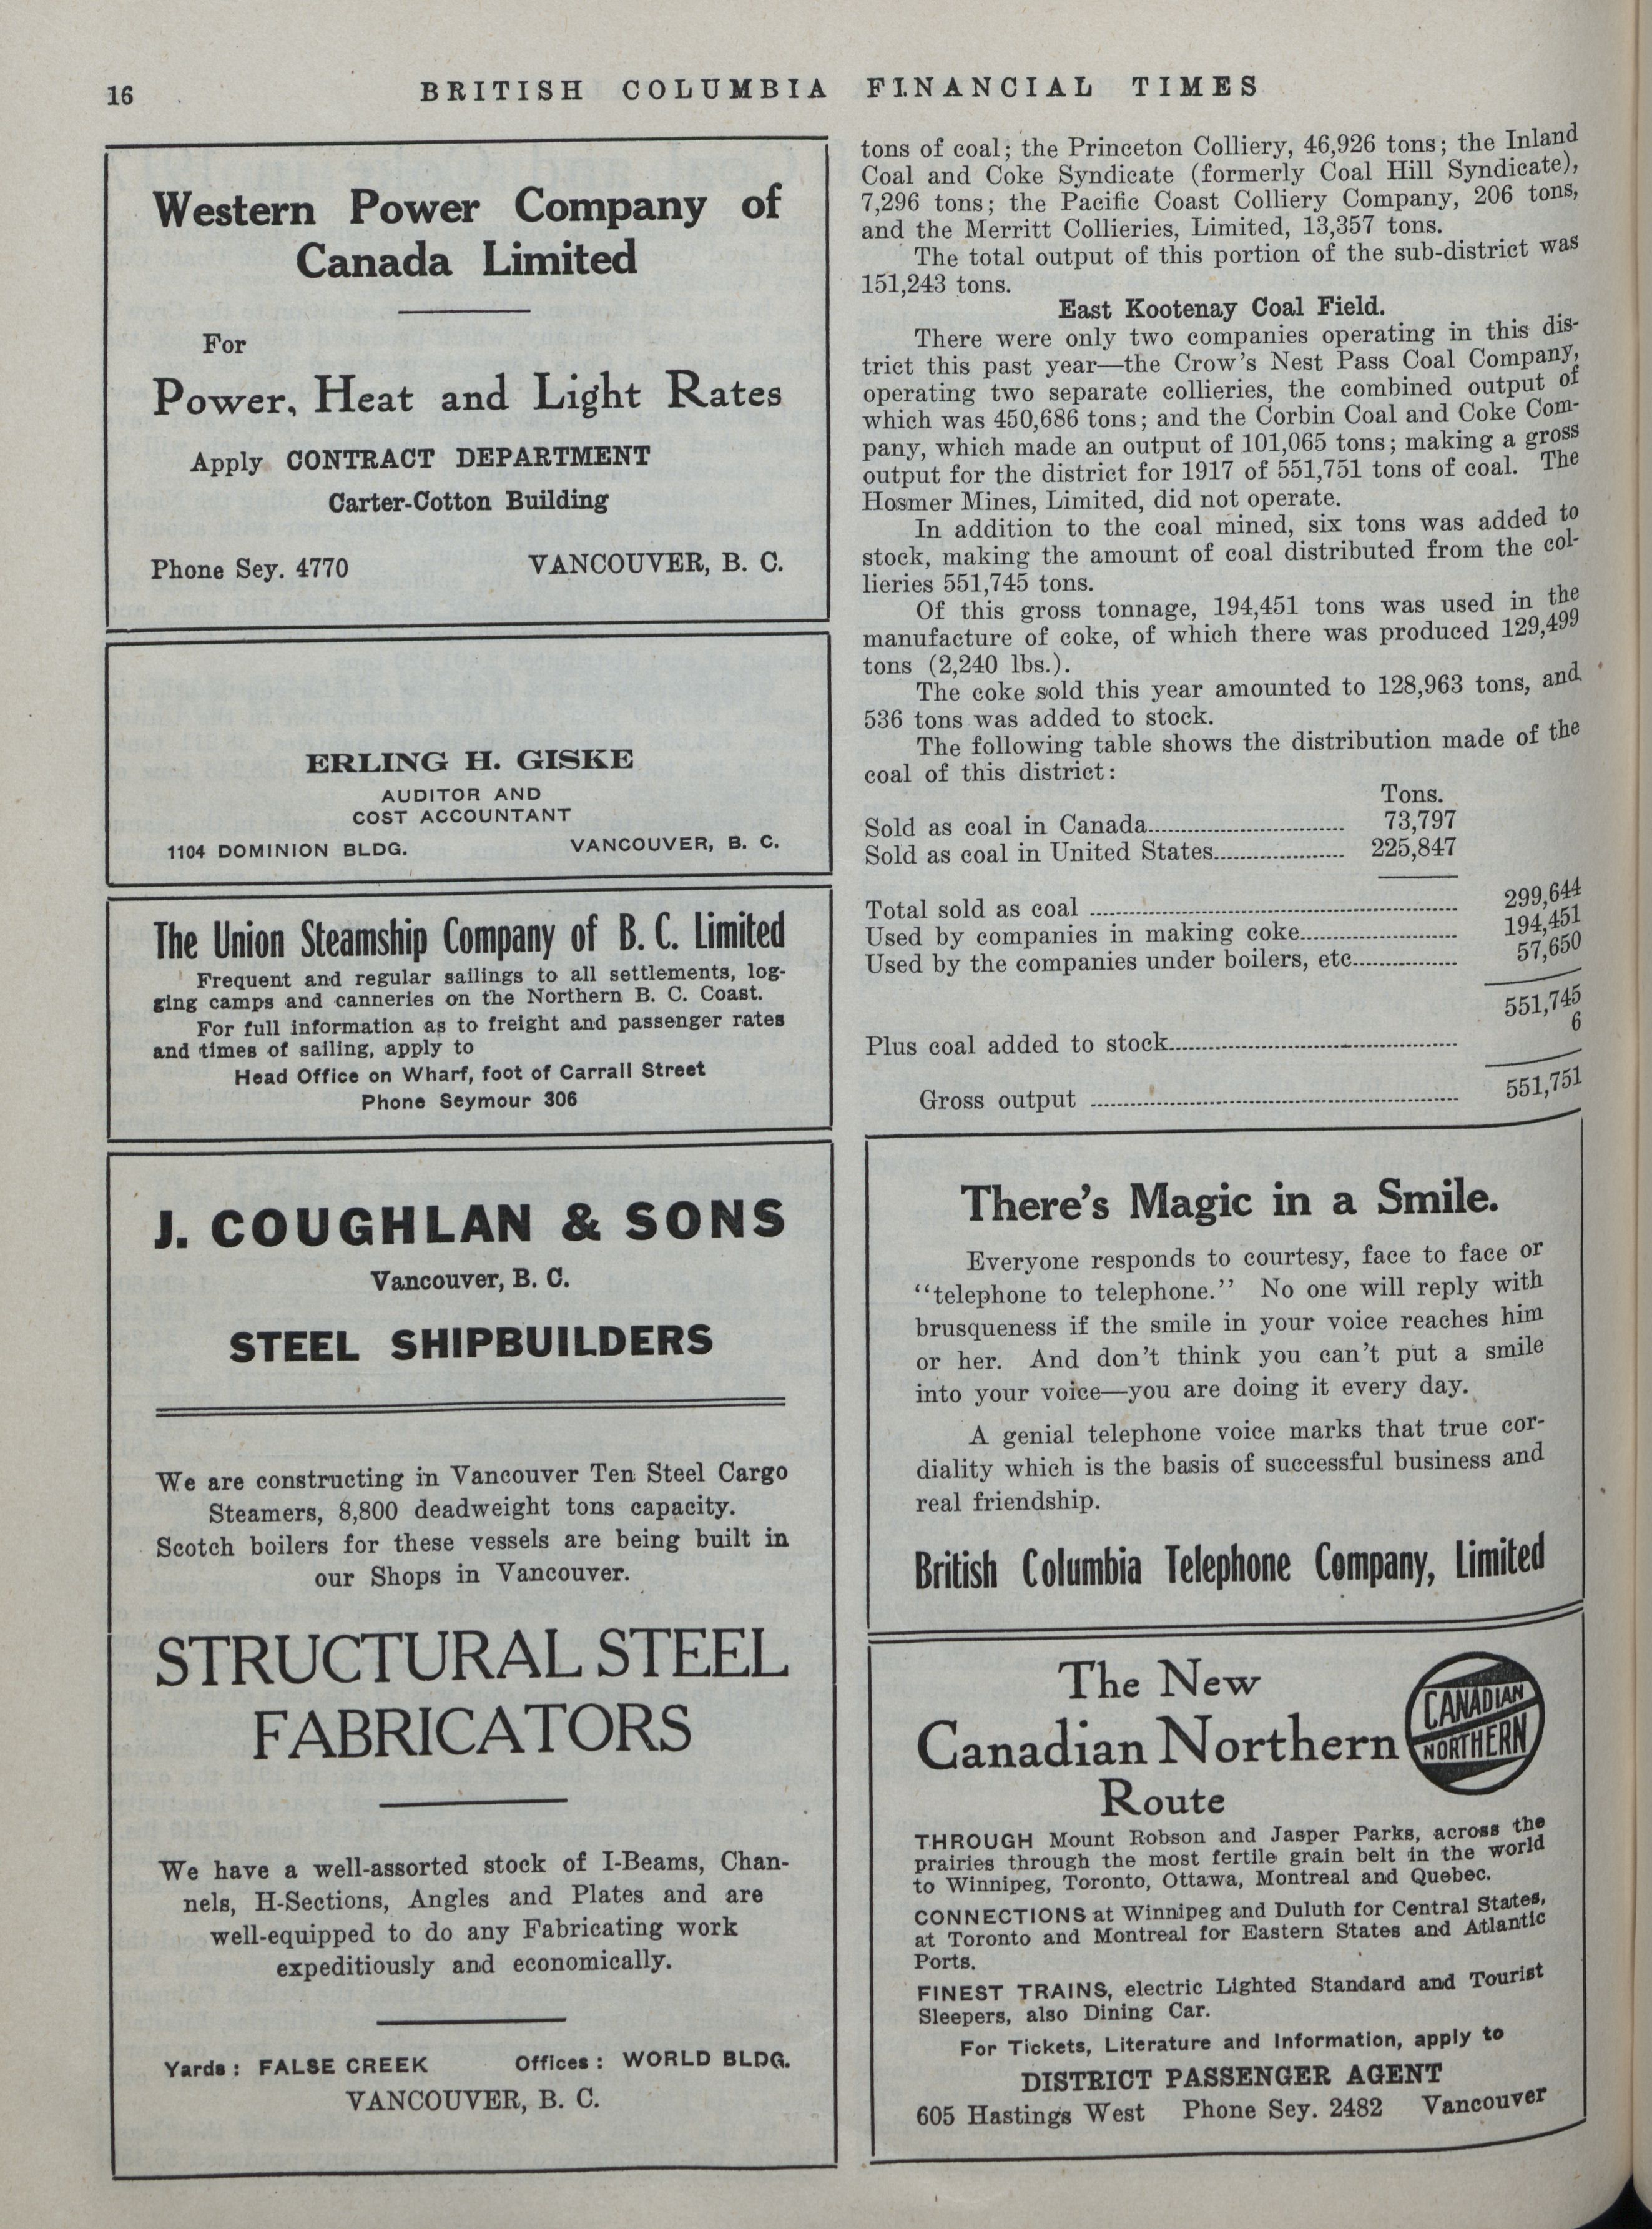 16
BRITISH COLUMBIA FINANCIAL TIMES
Western Power Company of
Canada Limited
For
Power, Heat and Light Rates
Apply CONTRACT DEPARTMENT
Carter-Cotton Building
Phone Sey. 4770 VANCOUVER, B. C.
ERLING H. GISKE
AUDITOR AND
COST ACCOUNTANT
1104 DOMINION BLDG. VANCOUVER, B. C.
The Union Steamship Company of B. C. Limited
Frequent and regular sailings to all settlements, log-
ging camps and canneries on the Northern B. C. Coast.
For full information as to freight and passenger rates
and times of sailing, apply to
Head Office on Wharf, foot of Carrall Street
Phone Seymour 306
J. COUGHLAN & SONS
Vancouver, B. C.
STEEL SHIPBUILDERS
We are constructing in Vancouver Ten Steel Cargo
Steamers, 8,800 deadweight tons capacity.
Scotch boilers for these vessels are being built in
our Shops in Vancouver.
STRUCTURAL STEEL
FABRICATORS
We have a well-assorted stock of I-Beams, Chan-
nels, H-Sections, Angles and Plates and are
well-equipped to do any Fabricating work
expeditiously and economically.
Yards: FALSE CREEK Offices: WORLD BLDG.
VANCOUVER, B. C.
tons of coal; the Princeton Colliery, 46,926 tons; the Inland
Coal and Coke Syndicate (formerly Coal Hill Syndicate),
7,296 tons; the Pacific Coast Colliery Company, 206 tons,
and the Merritt Collieries, Limited, 13,357 tons.
The total output of this portion of the sub-district was
151,243 tons.
East Kootenay Coal Field.
There were only two companies operating in this dis-
trict this past year—the Crow's Nest Pass Coal Company,
operating two separate collieries, the combined output of
which was 450,686 tons; and the Corbin Coal and Coke Com-
pany, which made an output of 101,065 tons; making a gross
output for the district for 1917 of 551,751 tons of coal. The
Hosmer Mines, Limited, did not operate.
In addition to the coal mined, six tons was added to
stock, making the amount of coal distributed from the col-
lieries 551,745 tons.
Of this gross tonnage, 194,451 tons was used in the
manufacture of coke, of which there was produced 129,499
tons (2,240 lbs.).
The coke sold this year amounted to 128,963 tons, and
536 tons was added to stock.
The following table shows the distribution made of the
coal of this district:
Tons.
Sold as coal in Canada 73,797
Sold as coal in United States 225,847
Total sold as coal 299,644
Used by companies in making coke 194,451
Used by the companies under boilers, etc. 57,650
551,745
Plus coal added to stock 6
Gross output 551,751
There's Magic in a Smile.
Everyone responds to courtesy, face to face or
"telephone to telephone." No one will reply with
brusqueness if the smile in your voice reaches him
or her. And don't think you can't put a smile
into your voice—you are doing it every day.
A genial telephone voice marks that true cor-
diality which is the basis of successful business and
real friendship.
British Columbia Telephone Company, Limited
The New
Canadian Northern
Route
CANADIAN
NORTHERN
THROUGH Mount Robson and Jasper Parks, across the
prairies through the most fertile grain belt in the world
to Winnipeg, Toronto, Ottawa, Montreal and Quebec.
CONNECTIONS at Winnipeg and Duluth for Central States,
at Toronto and Montreal for Eastern States and Atlantic
Ports.
FINEST TRAINS, electric Lighted Standard and Tourist
Sleepers, also Dining Car.
For Tickets, Literature and Information, apply to
DISTRICT PASSENGER AGENT
605 Hastings West Phone Sey. 2482 Vancouver